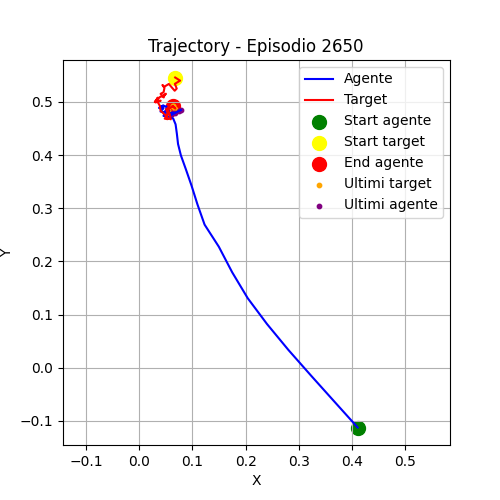 Trajectory - Episodio 2650
Agente
Target
Start agente
Start target
End agente
Ultimi target
Ultimi agente
Y
0.5
0.4
0.3
0.2
0.1
0.0
−0.1
−0.1
0.0
0.1
0.2
0.3
0.4
0.5
X